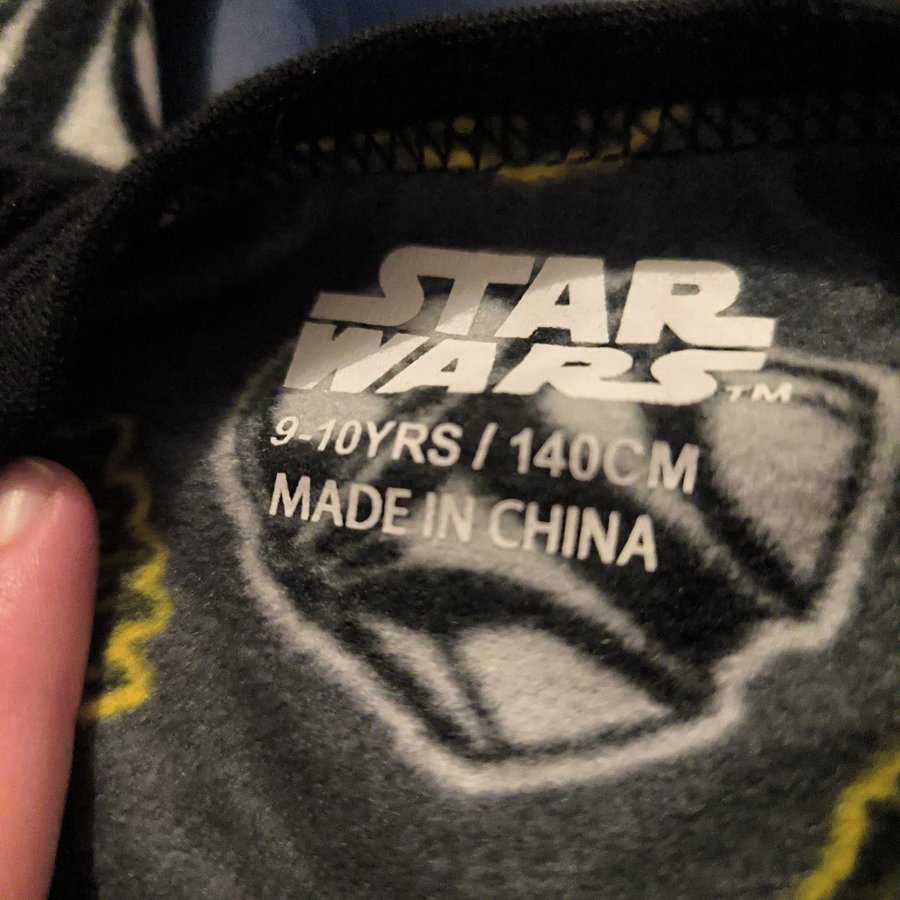 STAR
WARS™
9-10YRS / 140CM
MADE IN CHINA